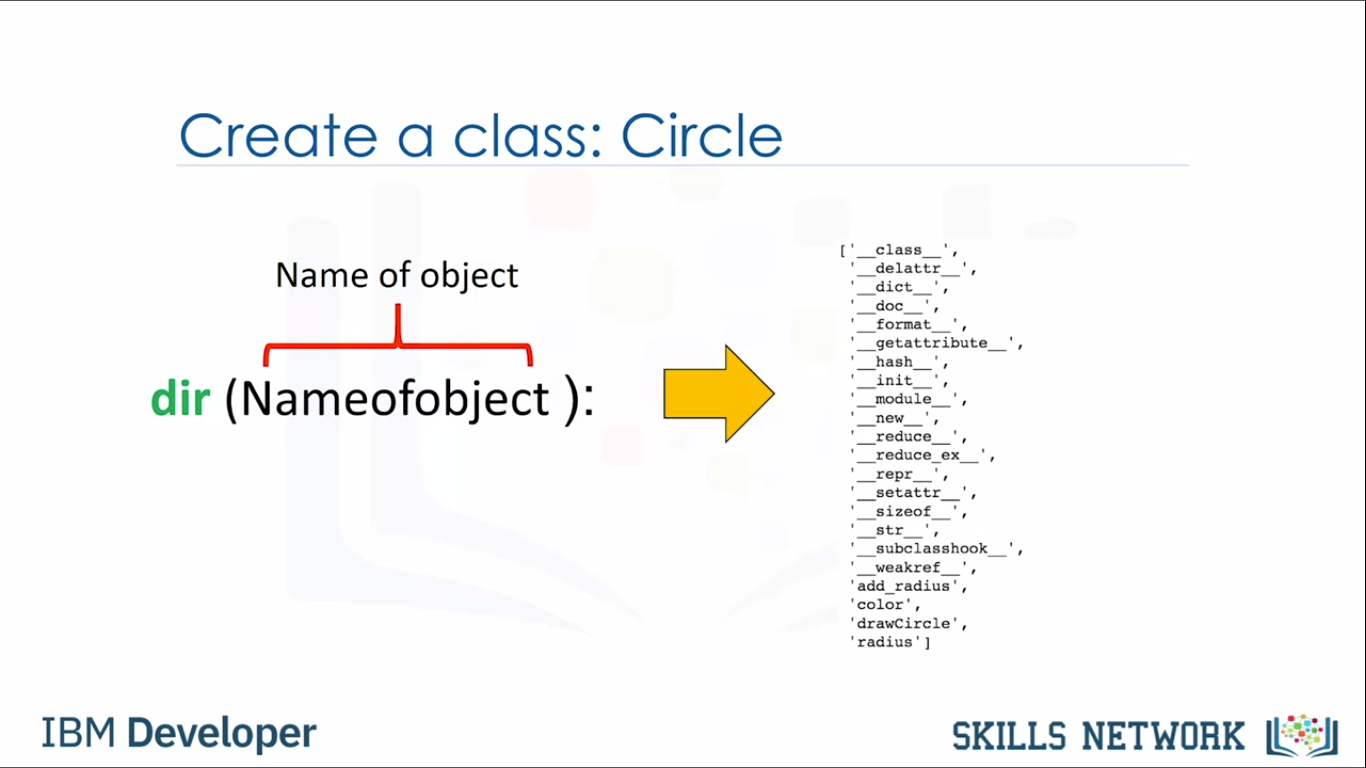 Create a class: Circle
Name of object
dir (Nameofobject ):
['__class__',
'__delattr__',
'__dict__',
'__doc__',
'__format__',
'__getattribute__',
'__hash__',
'__init__',
'__module__',
'__new__',
'__reduce__',
'__reduce_ex__',
'__repr__',
'__setattr__',
'__sizeof__',
'__str__',
'__subclasshook__',
'__weakref__',
'add_radius',
'color',
'drawCircle',
'radius']
IBM Developer
SKILLS NETWORK